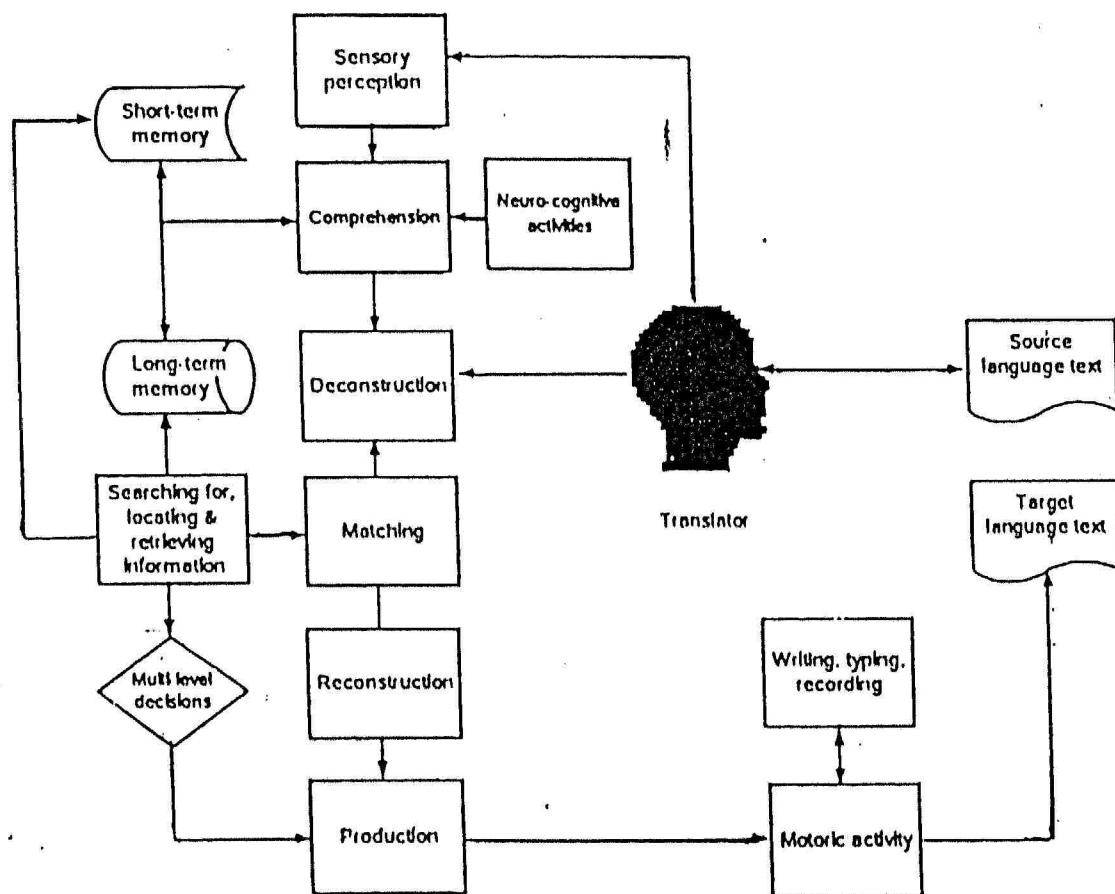 Sensory
perception
Short-term
memory
Comprehension
Neuro-cognitive
activities
Long-term
memory
Deconstruction
Source
language text
Searching for,
locating &
retrieving
information
Matching
Translator
Target
language text
Multi level
decisions
Reconstruction
Writing, typing,
recording
Production
Motoric activity